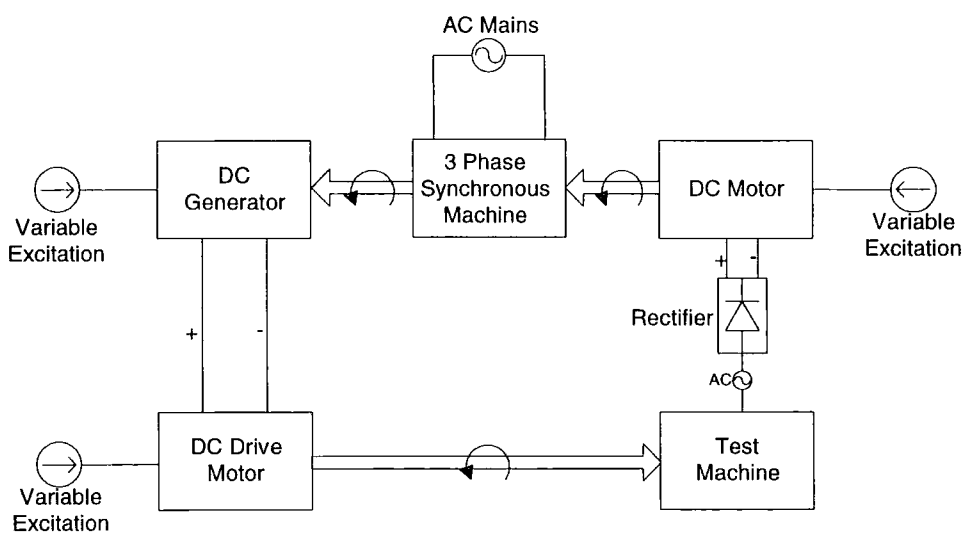 AC Mains
DC
Generator
3 Phase
Synchronous
Machine
DC Motor
Variable
Excitation
Variable
Excitation
+
-
Rectifier
+
-
AC
DC Drive
Motor
Test
Machine
Variable
Excitation